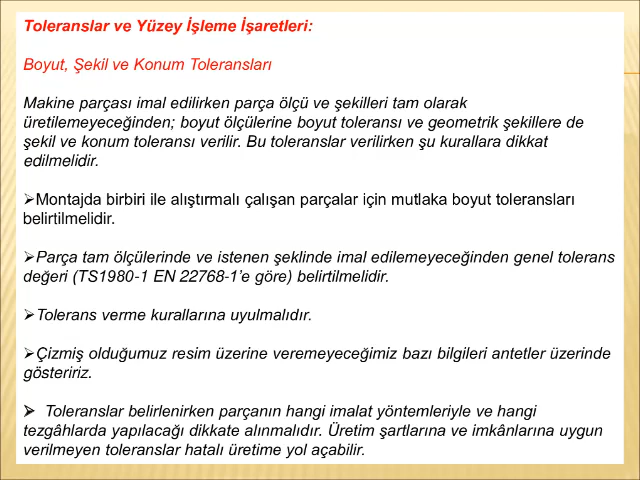 Toleranslar ve Yüzey İşleme İşaretleri:
Boyut, Şekil ve Konum Toleransları
Makine parçası imal edilirken parça ölçü ve şekilleri tam olarak
üretilemeyeceğinden; boyut ölçülerine boyut toleransı ve geometrik şekillere de
şekil ve konum toleransı verilir. Bu toleranslar verilirken şu kurallara dikkat
edilmelidir.
➢Montajda birbiri ile alıştırmalı çalışan parçalar için mutlaka boyut toleransları
belirtilmelidir.
➢Parça tam ölçülerinde ve istenen şeklinde imal edilemeyeceğinden genel tolerans
değeri (TS1980-1 EN 22768-1’e göre) belirtilmelidir.
➢Tolerans verme kurallarına uyulmalıdır.
➢Çizmiş olduğumuz resim üzerine veremeyeceğimiz bazı bilgileri antetler üzerinde
gösteririz.
➢ Toleranslar belirlenirken parçanın hangi imalat yöntemleriyle ve hangi
tezgâhlarda yapılacağı dikkate alınmalıdır. Üretim şartlarına ve imkânlarına uygun
verilmeyen toleranslar hatalı üretime yol açabilir.